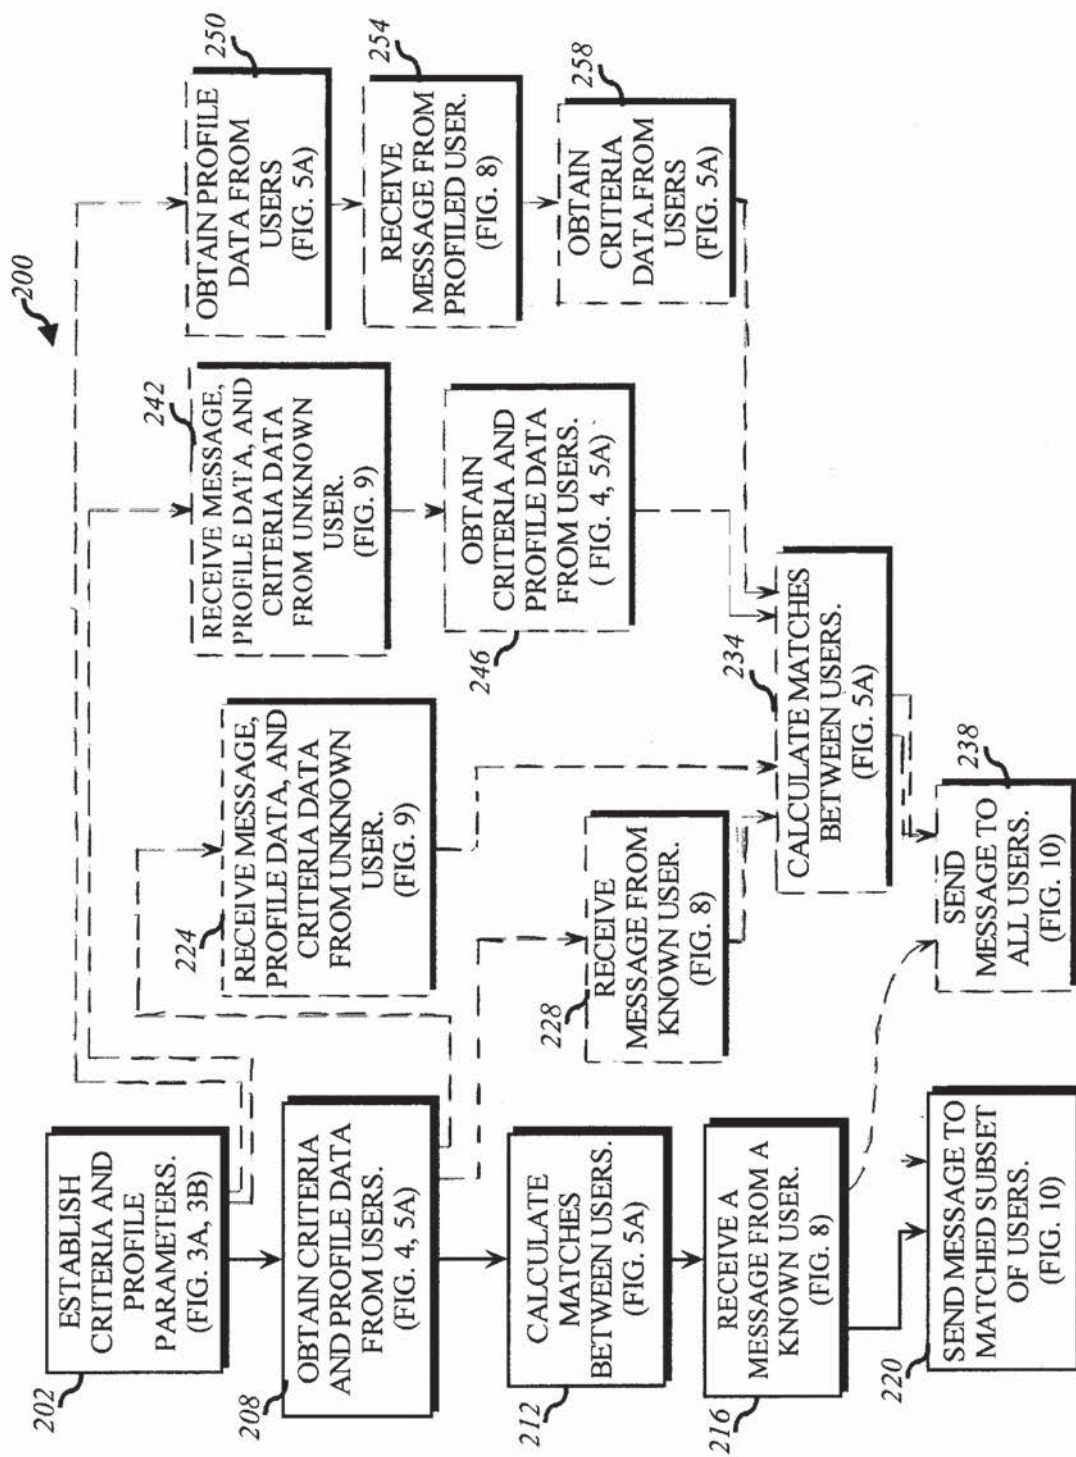 200
202
ESTABLISH
CRITERIA AND
PROFILE
PARAMETERS.
(FIG. 3A, 3B)
208
OBTAIN CRITERIA
AND PROFILE DATA
FROM USERS.
(FIG. 4, 5A)
212
CALCULATE
MATCHES
BETWEEN USERS.
(FIG. 5A)
216
RECEIVE A
MESSAGE FROM A
KNOWN USER.
(FIG. 8)
220
SEND MESSAGE TO
MATCHED SUBSET
OF USERS.
(FIG. 10)
224
RECEIVE MESSAGE,
PROFILE DATA, AND
CRITERIA DATA
FROM UNKNOWN
USER.
(FIG. 9)
228
RECEIVE
MESSAGE FROM
KNOWN USER.
(FIG. 8)
234
CALCULATE MATCHES
BETWEEN USERS.
(FIG. 5A)
238
SEND
MESSAGE TO
ALL USERS.
(FIG. 10)
242
RECEIVE MESSAGE,
PROFILE DATA, AND
CRITERIA DATA
FROM UNKNOWN
USER.
(FIG. 9)
246
OBTAIN
CRITERIA AND
PROFILE DATA
FROM USERS.
( FIG. 4, 5A)
250
OBTAIN PROFILE
DATA FROM
USERS
(FIG. 5A)
254
RECEIVE
MESSAGE FROM
PROFILED USER.
(FIG. 8)
258
OBTAIN
CRITERIA
DATA.FROM
USERS
(FIG. 5A)